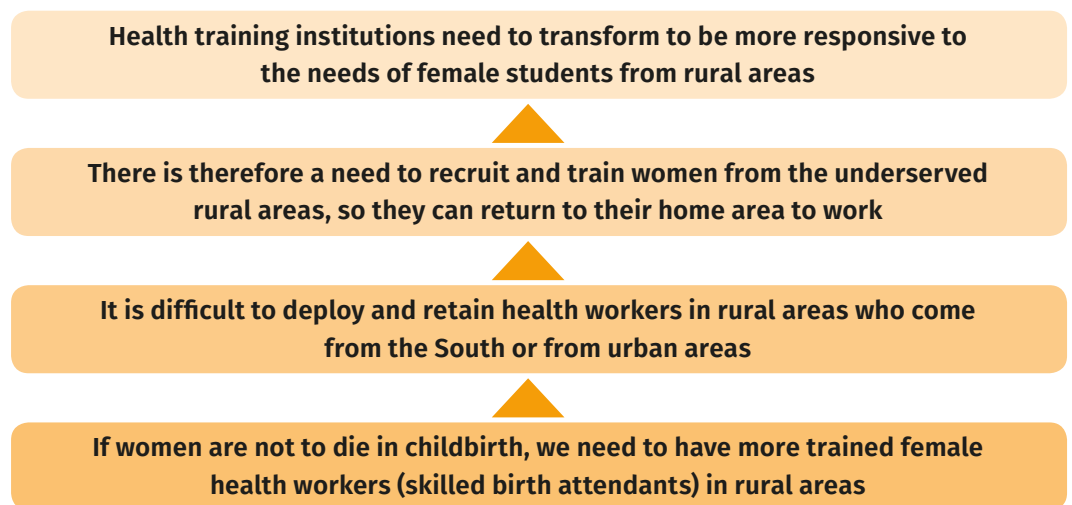 Health training institutions need to transform to be more responsive to
the needs of female students from rural areas
There is therefore a need to recruit and train women from the underserved
rural areas, so they can return to their home area to work
It is difficult to deploy and retain health workers in rural areas who come
from the South or from urban areas
If women are not to die in childbirth, we need to have more trained female
health workers (skilled birth attendants) in rural areas